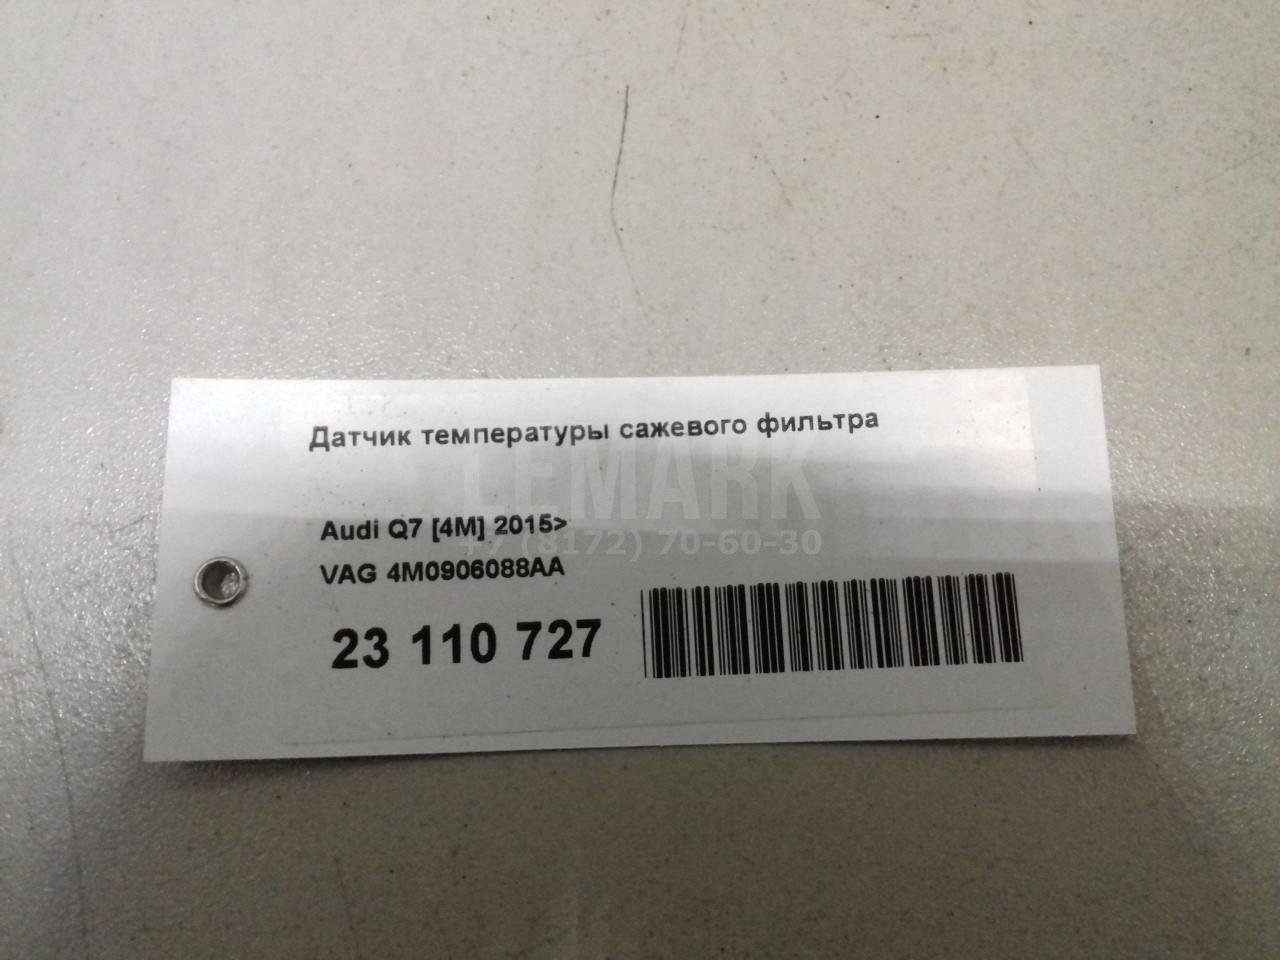 Датчик температуры сажевого фильтра
LEMARK
Audi Q7 [4M] 2015>
+7 (8172) 70-60-30
VAG 4M0906088AA
23 110 727